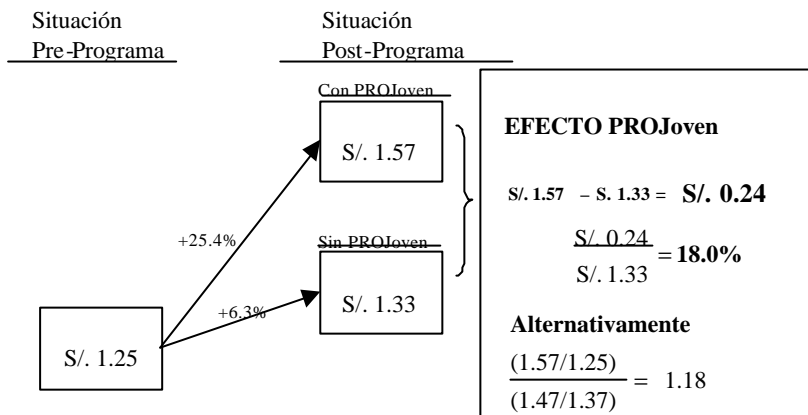 Situación
Pre-Programa
Situación
Post-Programa
Con PROJoven
S/. 1.57
+25.4%
Sin PROJoven
S/. 1.33
+6.3%
S/. 1.25
EFECTO PROJoven
S/. 1.57 – S. 1.33 = S/. 0.24
S/. 0.24
= 18.0%
S/. 1.33
Alternativamente
(1.57/1.25)
= 1.18
(1.47/1.37)